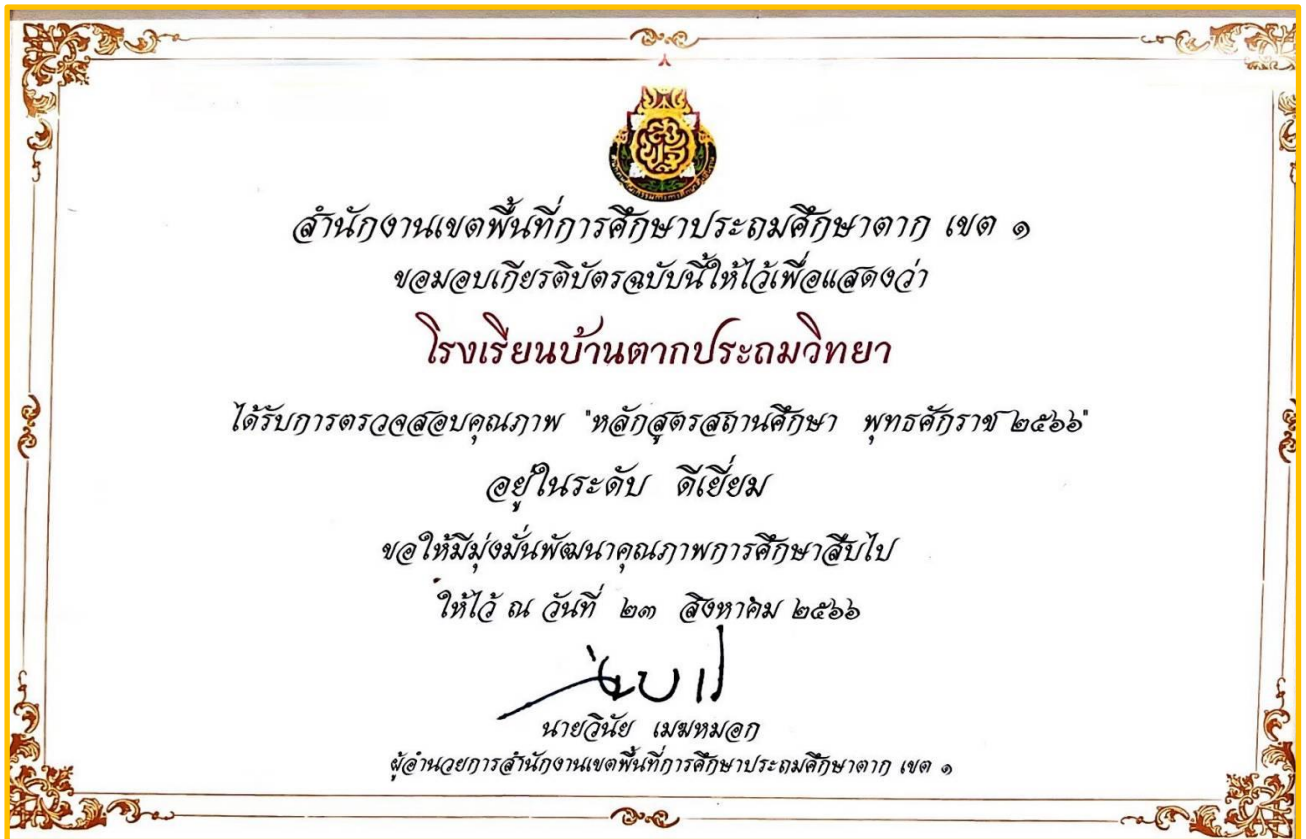 สำนักงานเขตพื้นที่การศึกษาประถมศึกษาตาก เขต ๑
ขอมอบเกียรติบัตรฉบับนี้ให้ไว้เพื่อแสดงว่า
โรงเรียนบ้านตากประถมวิทยา
ได้รับการตรวจสอบคุณภาพ "หลักสูตรสถานศึกษา พุทธศักราช ๒๕๖๖"
อยู่ในระดับ ดีเยี่ยม
ขอให้มีมุ่งมั่นพัฒนาคุณภาพการศึกษาสืบไป
ให้ไว้ ณ วันที่ ๒๓ สิงหาคม ๒๕๖๖
นายวินัย เมฆหมอก
ผู้อำนวยการสำนักงานเขตพื้นที่การศึกษาประถมศึกษาตาก เขต ๑